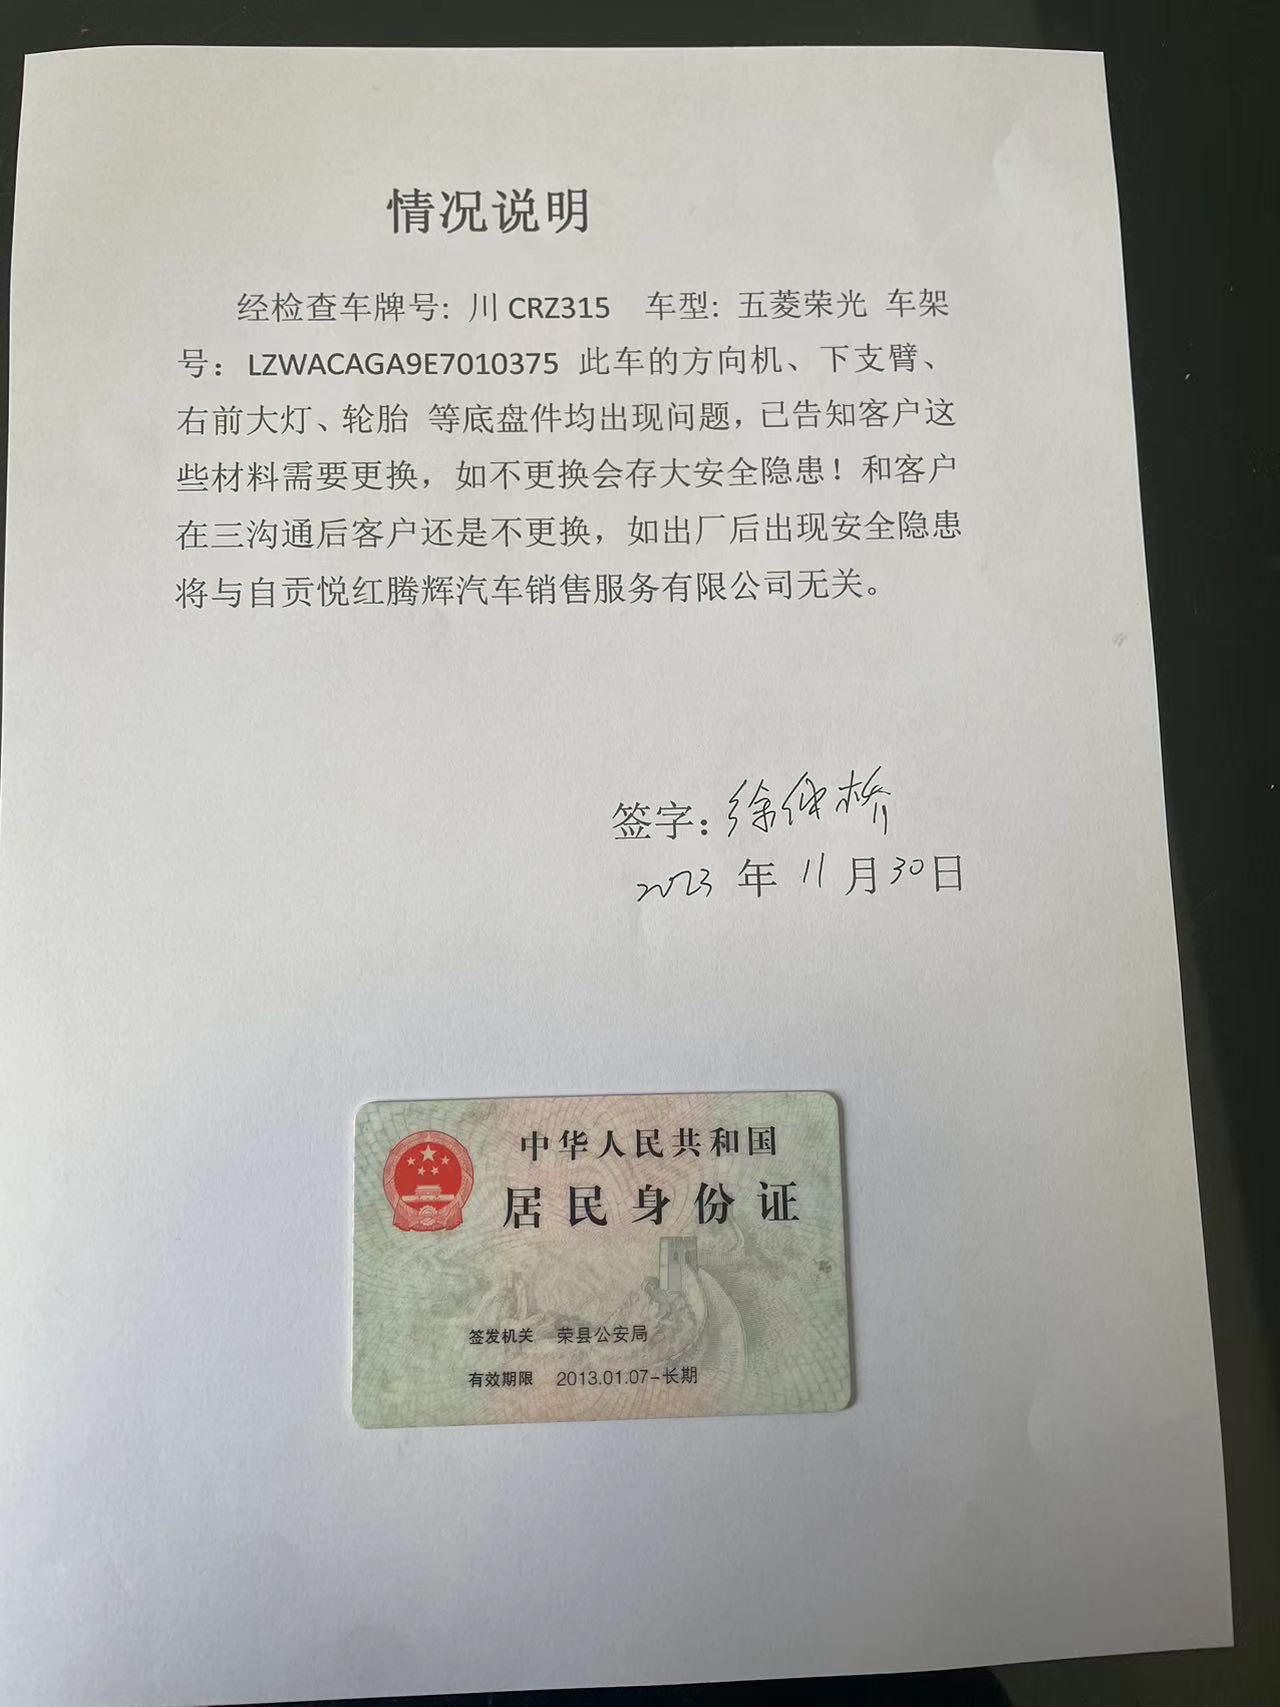 情况说明
经检查车牌号: 川 CRZ315 车型: 五菱荣光 车架
号: LZWACAGA9E7010375 此车的方向机、下支臂、
右前大灯、轮胎 等底盘件均出现问题,已告知客户这
些材料需要更换，如不更换会存大安全隐患！和客户
在三沟通后客户还是不更换，如出厂后出现安全隐患
将与自贡悦红腾辉汽车销售服务有限公司无关。
签字: 徐仲桥
2023 年 11 月 30 日
中华人民共和国
居民身份证
签发机关 荣县公安局
有效期限 2013.01.07-长期